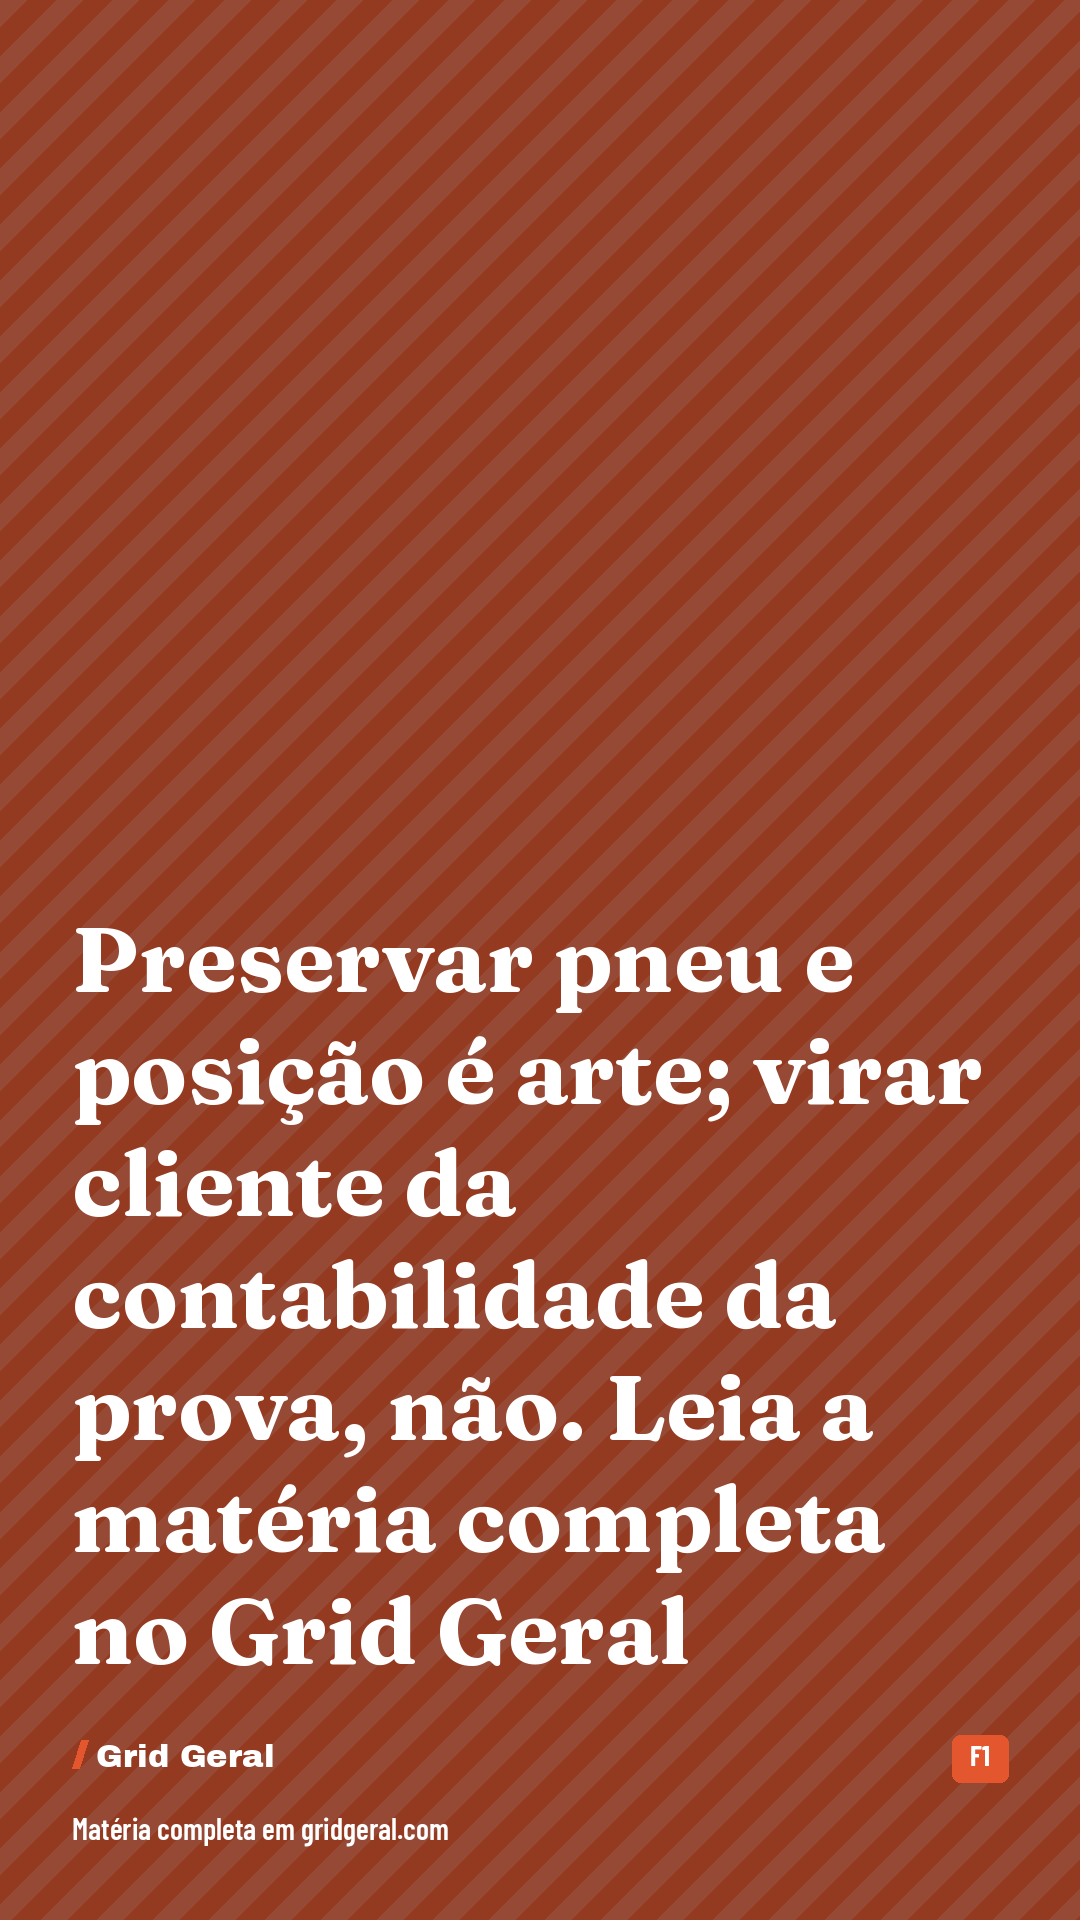 Preservar pneu e
posição é arte; virar
cliente da
contabilidade da
prova, não. Leia a
matéria completa
no Grid Geral
Grid Geral
F1
Matéria completa em gridgeral.com